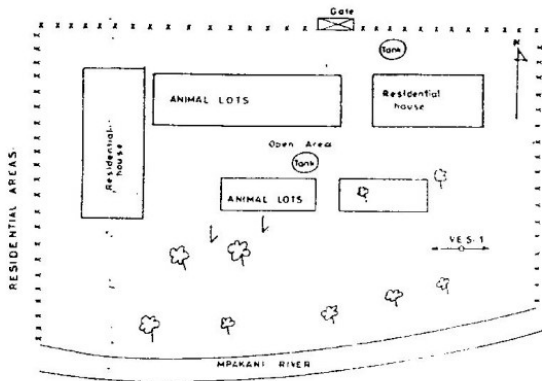 Gate
Tank
N
ANIMAL LOTS
Residential
house
Residential
house
Open Area
Tank
ANIMAL LOTS
RESIDENTIAL AREAS
VES-1
MPAKANI RIVER